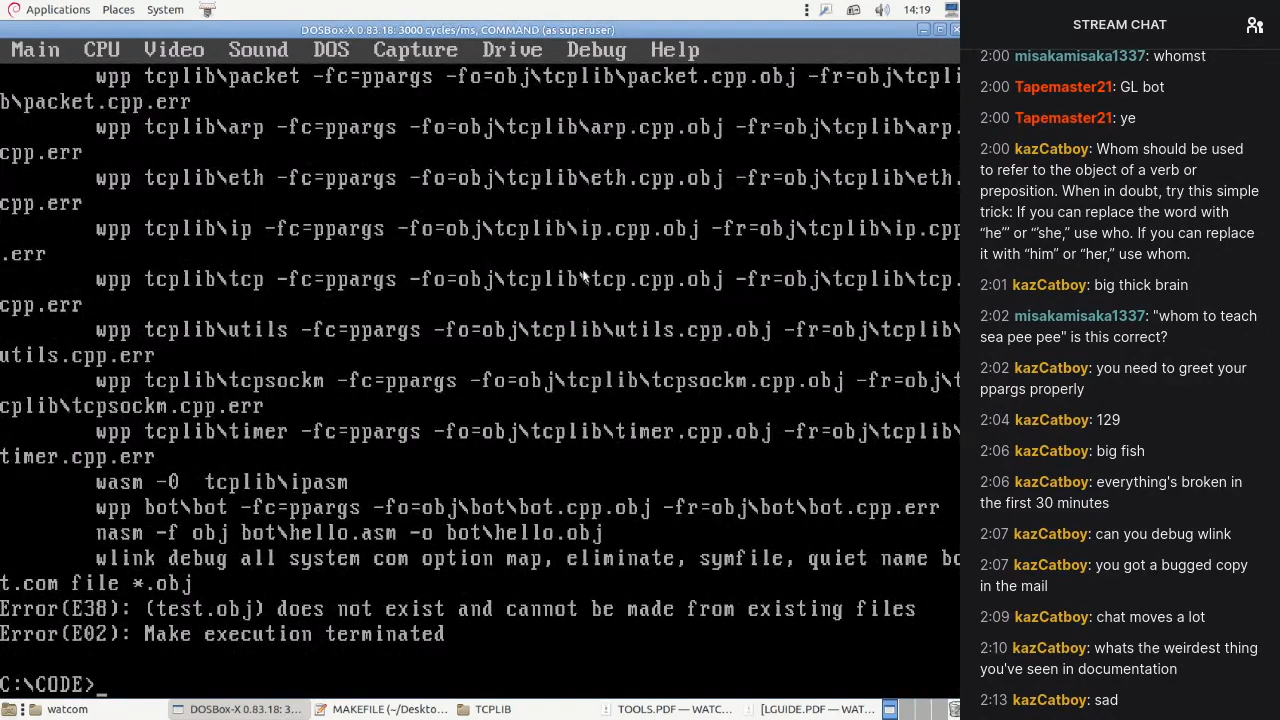 Applications Places System 14:19
DOSBox-X 0.83.18: 3000 cycles/ms, COMMAND (as superuser)
Main CPU Video Sound DOS Capture Drive Debug Help
wpp tcplib\packet -fc=ppargs -fo=obj\tcplib\packet.cpp.obj -fr=obj\tcpli
b\packet.cpp.err
wpp tcplib\arp -fc=ppargs -fo=obj\tcplib\arp.cpp.obj -fr=obj\tcplib\arp.
cpp.err
wpp tcplib\eth -fc=ppargs -fo=obj\tcplib\eth.cpp.obj -fr=obj\tcplib\eth.
cpp.err
wpp tcplib\ip -fc=ppargs -fo=obj\tcplib\ip.cpp.obj -fr=obj\tcplib\ip.cpp
.err
wpp tcplib\tcp -fc=ppargs -fo=obj\tcplib\tcp.cpp.obj -fr=obj\tcplib\tcp.
cpp.err
wpp tcplib\utils -fc=ppargs -fo=obj\tcplib\utils.cpp.obj -fr=obj\tcplib\
utils.cpp.err
wpp tcplib\tcpsockm -fc=ppargs -fo=obj\tcplib\tcpsockm.cpp.obj -fr=obj\t
cplib\tcpsockm.cpp.err
wpp tcplib\timer -fc=ppargs -fo=obj\tcplib\timer.cpp.obj -fr=obj\tcplib\
timer.cpp.err
wasm -0 tcplib\ipasm
wpp bot\bot -fc=ppargs -fo=obj\bot\bot.cpp.obj -fr=obj\bot\bot.cpp.err
nasm -f obj bot\hello.asm -o bot\hello.obj
wlink debug all system com option map, eliminate, symfile, quiet name bo
t.com file *.obj
Error(E38): (test.obj) does not exist and cannot be made from existing files
Error(E02): Make execution terminated
C:\CODE>_
watcom DOSBox-X 0.83.18: 3... MAKEFILE (~/Deskto... TCPLIB TOOLS.PDF — WATC... [LGUIDE.PDF — WAT...
STREAM CHAT
2:00 misakamisaka1337: whomst
2:00 Tapemaster21: GL bot
2:00 Tapemaster21: ye
2:00 kazCatboy: Whom should be used
to refer to the object of a verb or
preposition. When in doubt, try this simple
trick: If you can replace the word with
“he”’ or “’she,” use who. If you can replace
it with “him” or “her,” use whom.
2:01 kazCatboy: big thick brain
2:02 misakamisaka1337: "whom to teach
sea pee pee" is this correct?
2:02 kazCatboy: you need to greet your
ppargs properly
2:04 kazCatboy: 129
2:06 kazCatboy: big fish
2:06 kazCatboy: everything's broken in
the first 30 minutes
2:07 kazCatboy: can you debug wlink
2:07 kazCatboy: you got a bugged copy
in the mail
2:09 kazCatboy: chat moves a lot
2:10 kazCatboy: whats the weirdest thing
you've seen in documentation
2:13 kazCatboy: sad